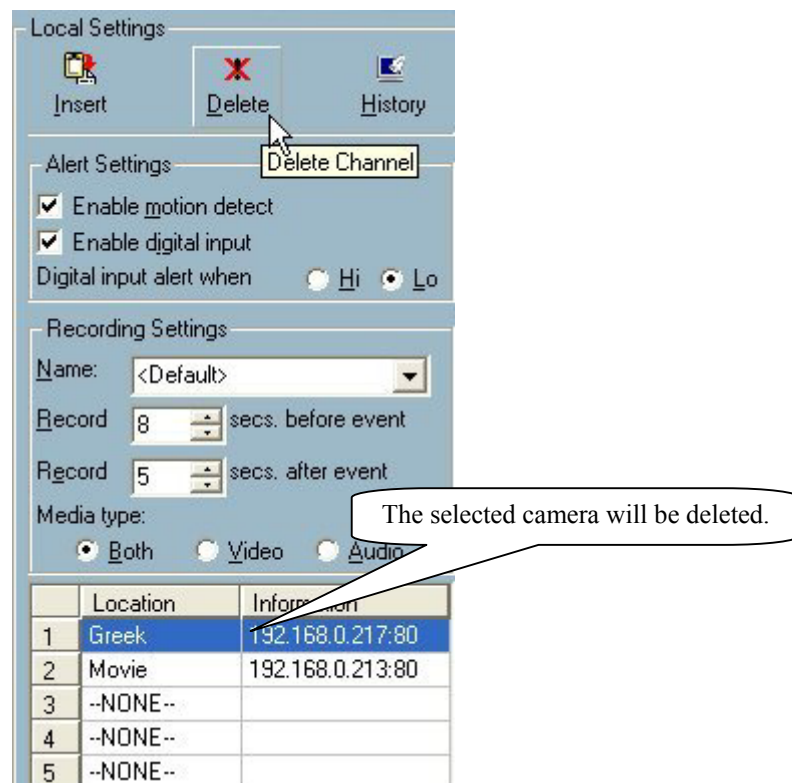 Local Settings
Insert Delete History
Delete Channel
Alert Settings
Enable motion detect
Enable digital input
Digital input alert when Hi Lo
Recording Settings
Name: <Default>
Record 8 secs. before event
Record 5 secs. after event
Media type:
The selected camera will be deleted.
Both Video Audio
Location Information
1 Greek 192.168.0.217:80
2 Movie 192.168.0.213:80
3 --NONE--
4 --NONE--
5 --NONE--